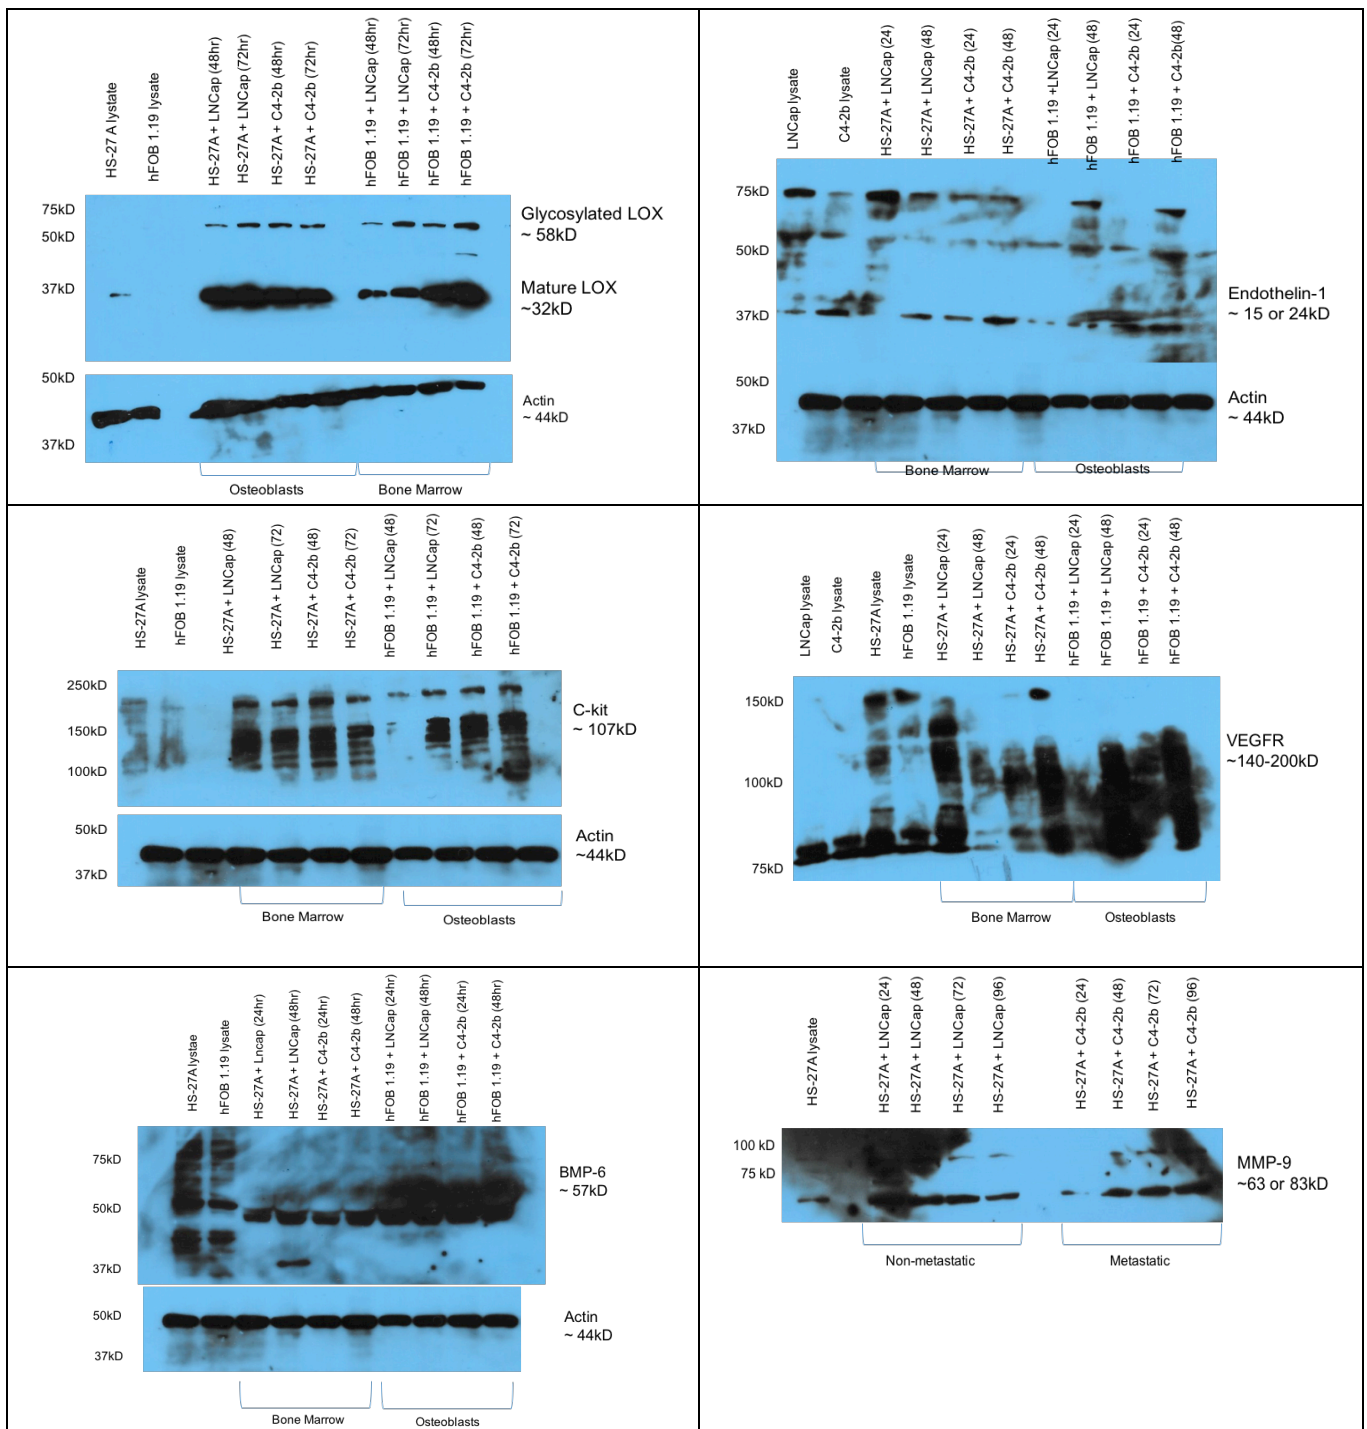 HS-27 A lystate
hFOB 1.19 lysate
HS-27A + LNCap (48hr)
HS-27A + LNCap (72hr)
HS-27A + C4-2b (48hr)
HS-27A + C4-2b (72hr)
hFOB 1.19 + LNCap (48hr)
hFOB 1.19 + LNCap (72hr)
hFOB 1.19 + C4-2b (48hr)
hFOB 1.19 + C4-2b (72hr)
75kD
50kD
37kD
Glycosylated LOX
~ 58kD
Mature LOX
~32kD
50kD
37kD
Actin
~ 44kD
Osteoblasts
Bone Marrow
LNCap lysate
C4-2b lysate
HS-27A + LNCap (24)
HS-27A + LNCap (48)
HS-27A + C4-2b (24)
HS-27A + C4-2b (48)
hFOB 1.19 +LNCap (24)
hFOB 1.19 + LNCap (48)
hFOB 1.19 + C4-2b (24)
hFOB 1.19 + C4-2b(48)
75kD
50kD
37kD
Endothelin-1
~ 15 or 24kD
50kD
37kD
Actin
~ 44kD
Bone Marrow
Osteoblasts
HS-27A lysate
hFOB 1.19 lysate
HS-27A + LNCap (48)
HS-27A + LNCap (72)
HS-27A + C4-2b (48)
HS-27A + C4-2b (72)
hFOB 1.19 + LNCap (48)
hFOB 1.19 + LNCap (72)
hFOB 1.19 + C4-2b (48)
hFOB 1.19 + C4-2b (72)
250kD
150kD
100kD
C-kit
~ 107kD
50kD
37kD
Actin
~44kD
Bone Marrow
Osteoblasts
LNCap lysate
C4-2b lysate
HS-27A lysate
hFOB 1.19 lysate
HS-27A + LNCap (24)
HS-27A + LNCap (48)
HS-27A + C4-2b (24)
HS-27A + C4-2b (48)
hFOB 1.19 + LNCap (24)
hFOB 1.19 + LNCap (48)
hFOB 1.19 + C4-2b (24)
hFOB 1.19 + C4-2b (48)
150kD
100kD
75kD
VEGFR
~140-200kD
Bone Marrow
Osteoblasts
HS-27A lystae
hFOB 1.19 lysate
HS-27A + Lncap (24hr)
HS-27A + LNCap (48hr)
HS-27A + C4-2b (24hr)
HS-27A + C4-2b (48hr)
hFOB 1.19 + LNCap (24hr)
hFOB 1.19 + LNCap (48hr)
hFOB 1.19 + C4-2b (24hr)
hFOB 1.19 + C4-2b (48hr)
75kD
50kD
37kD
BMP-6
~ 57kD
50kD
37kD
Actin
~ 44kD
Bone Marrow
Osteoblasts
HS-27A lysate
HS-27A + LNCap (24)
HS-27A + LNCap (48)
HS-27A + LNCap (72)
HS-27A + LNCap (96)
HS-27A + C4-2b (24)
HS-27A + C4-2b (48)
HS-27A + C4-2b (72)
HS-27A + C4-2b (96)
100 kD
75 kD
MMP-9
~63 or 83kD
Non-metastatic
Metastatic